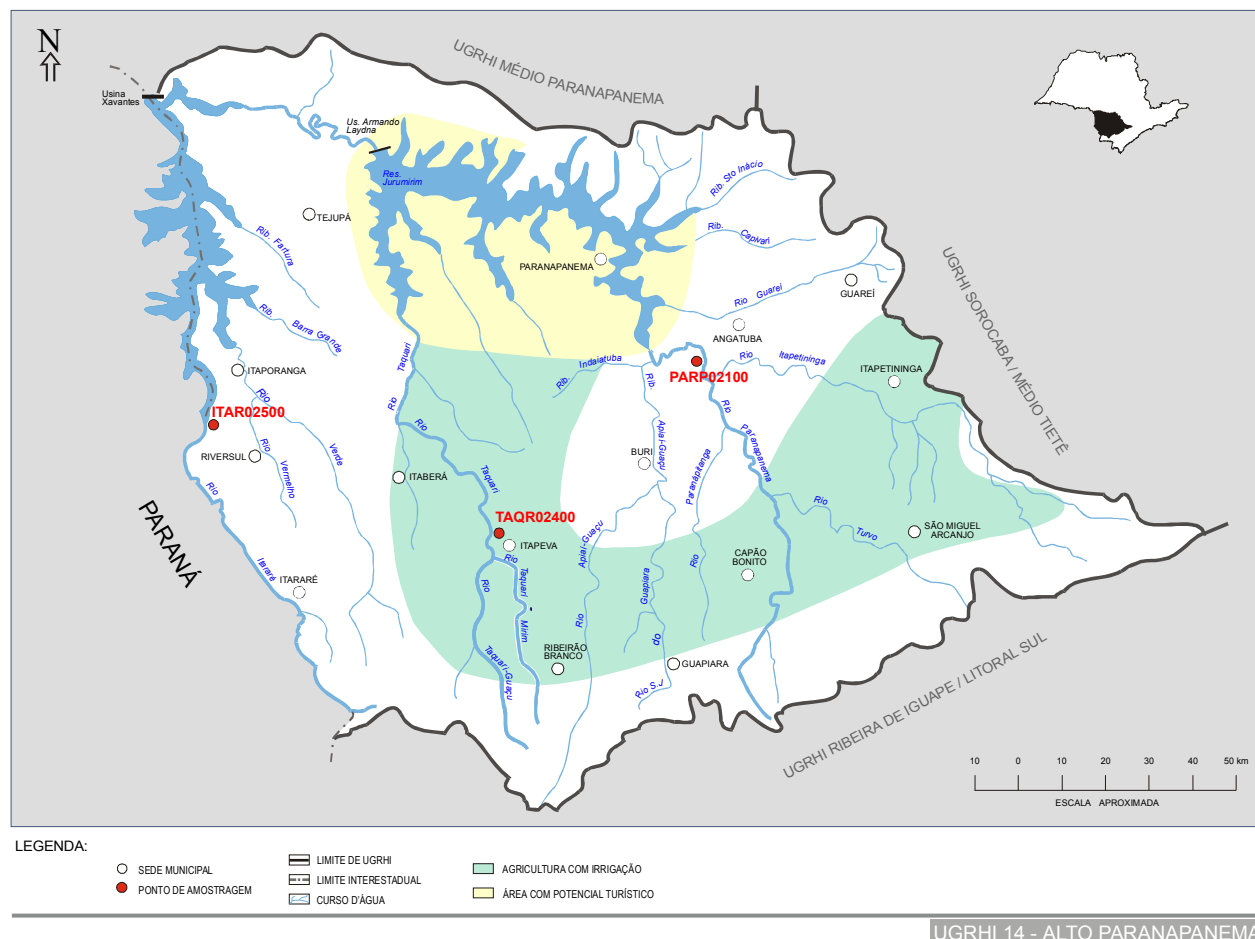 N
UGRHI MÉDIO PARANAPANEMA
Usina
Xavantes
Us. Armando
Laydna
Res.
Jurumirim
Rib. Sto Inácio
TEJUPÁ
Rib. Fartura
Rib. Capivari
PARANAPANEMA
UGRHI SOROCABA / MÉDIO TIETÊ
GUAREÍ
Rio Guareí
Rib. Barra Grande
ANGATUBA
Rio Taquari
Rib. Indaiatuba
PARP02100
Rio Itapetininga
ITAPETININGA
ITAPORANGA
ITAR02500
Rio Verde
Rio Vermelho
RIVERSUL
Rib. Apiaí-Guaçu
Rio Paranapanema
BURI
Rio Paranapitanga
ITABERÁ
Rio Taquari
TAQR02400
ITAPEVA
Rio Turvo
SÃO MIGUEL
ARCANJO
PARANÁ
Rio Itararé
ITARARÉ
Rio Taquari Mirim
Rio Taquari-Guaçu
Rio Apiaí-Guaçu
Rio S.J do Guapiara
CAPÃO
BONITO
RIBEIRÃO
BRANCO
GUAPIARA
UGRHI RIBEIRA DE IGUAPE / LITORAL SUL
10 0 10 20 30 40 50 km
ESCALA APROXIMADA
LEGENDA:
SEDE MUNICIPAL
PONTO DE AMOSTRAGEM
LIMITE DE UGRHI
LIMITE INTERESTADUAL
CURSO D'ÁGUA
AGRICULTURA COM IRRIGAÇÃO
ÁREA COM POTENCIAL TURÍSTICO
UGRHI 14 - ALTO PARANAPANEMA